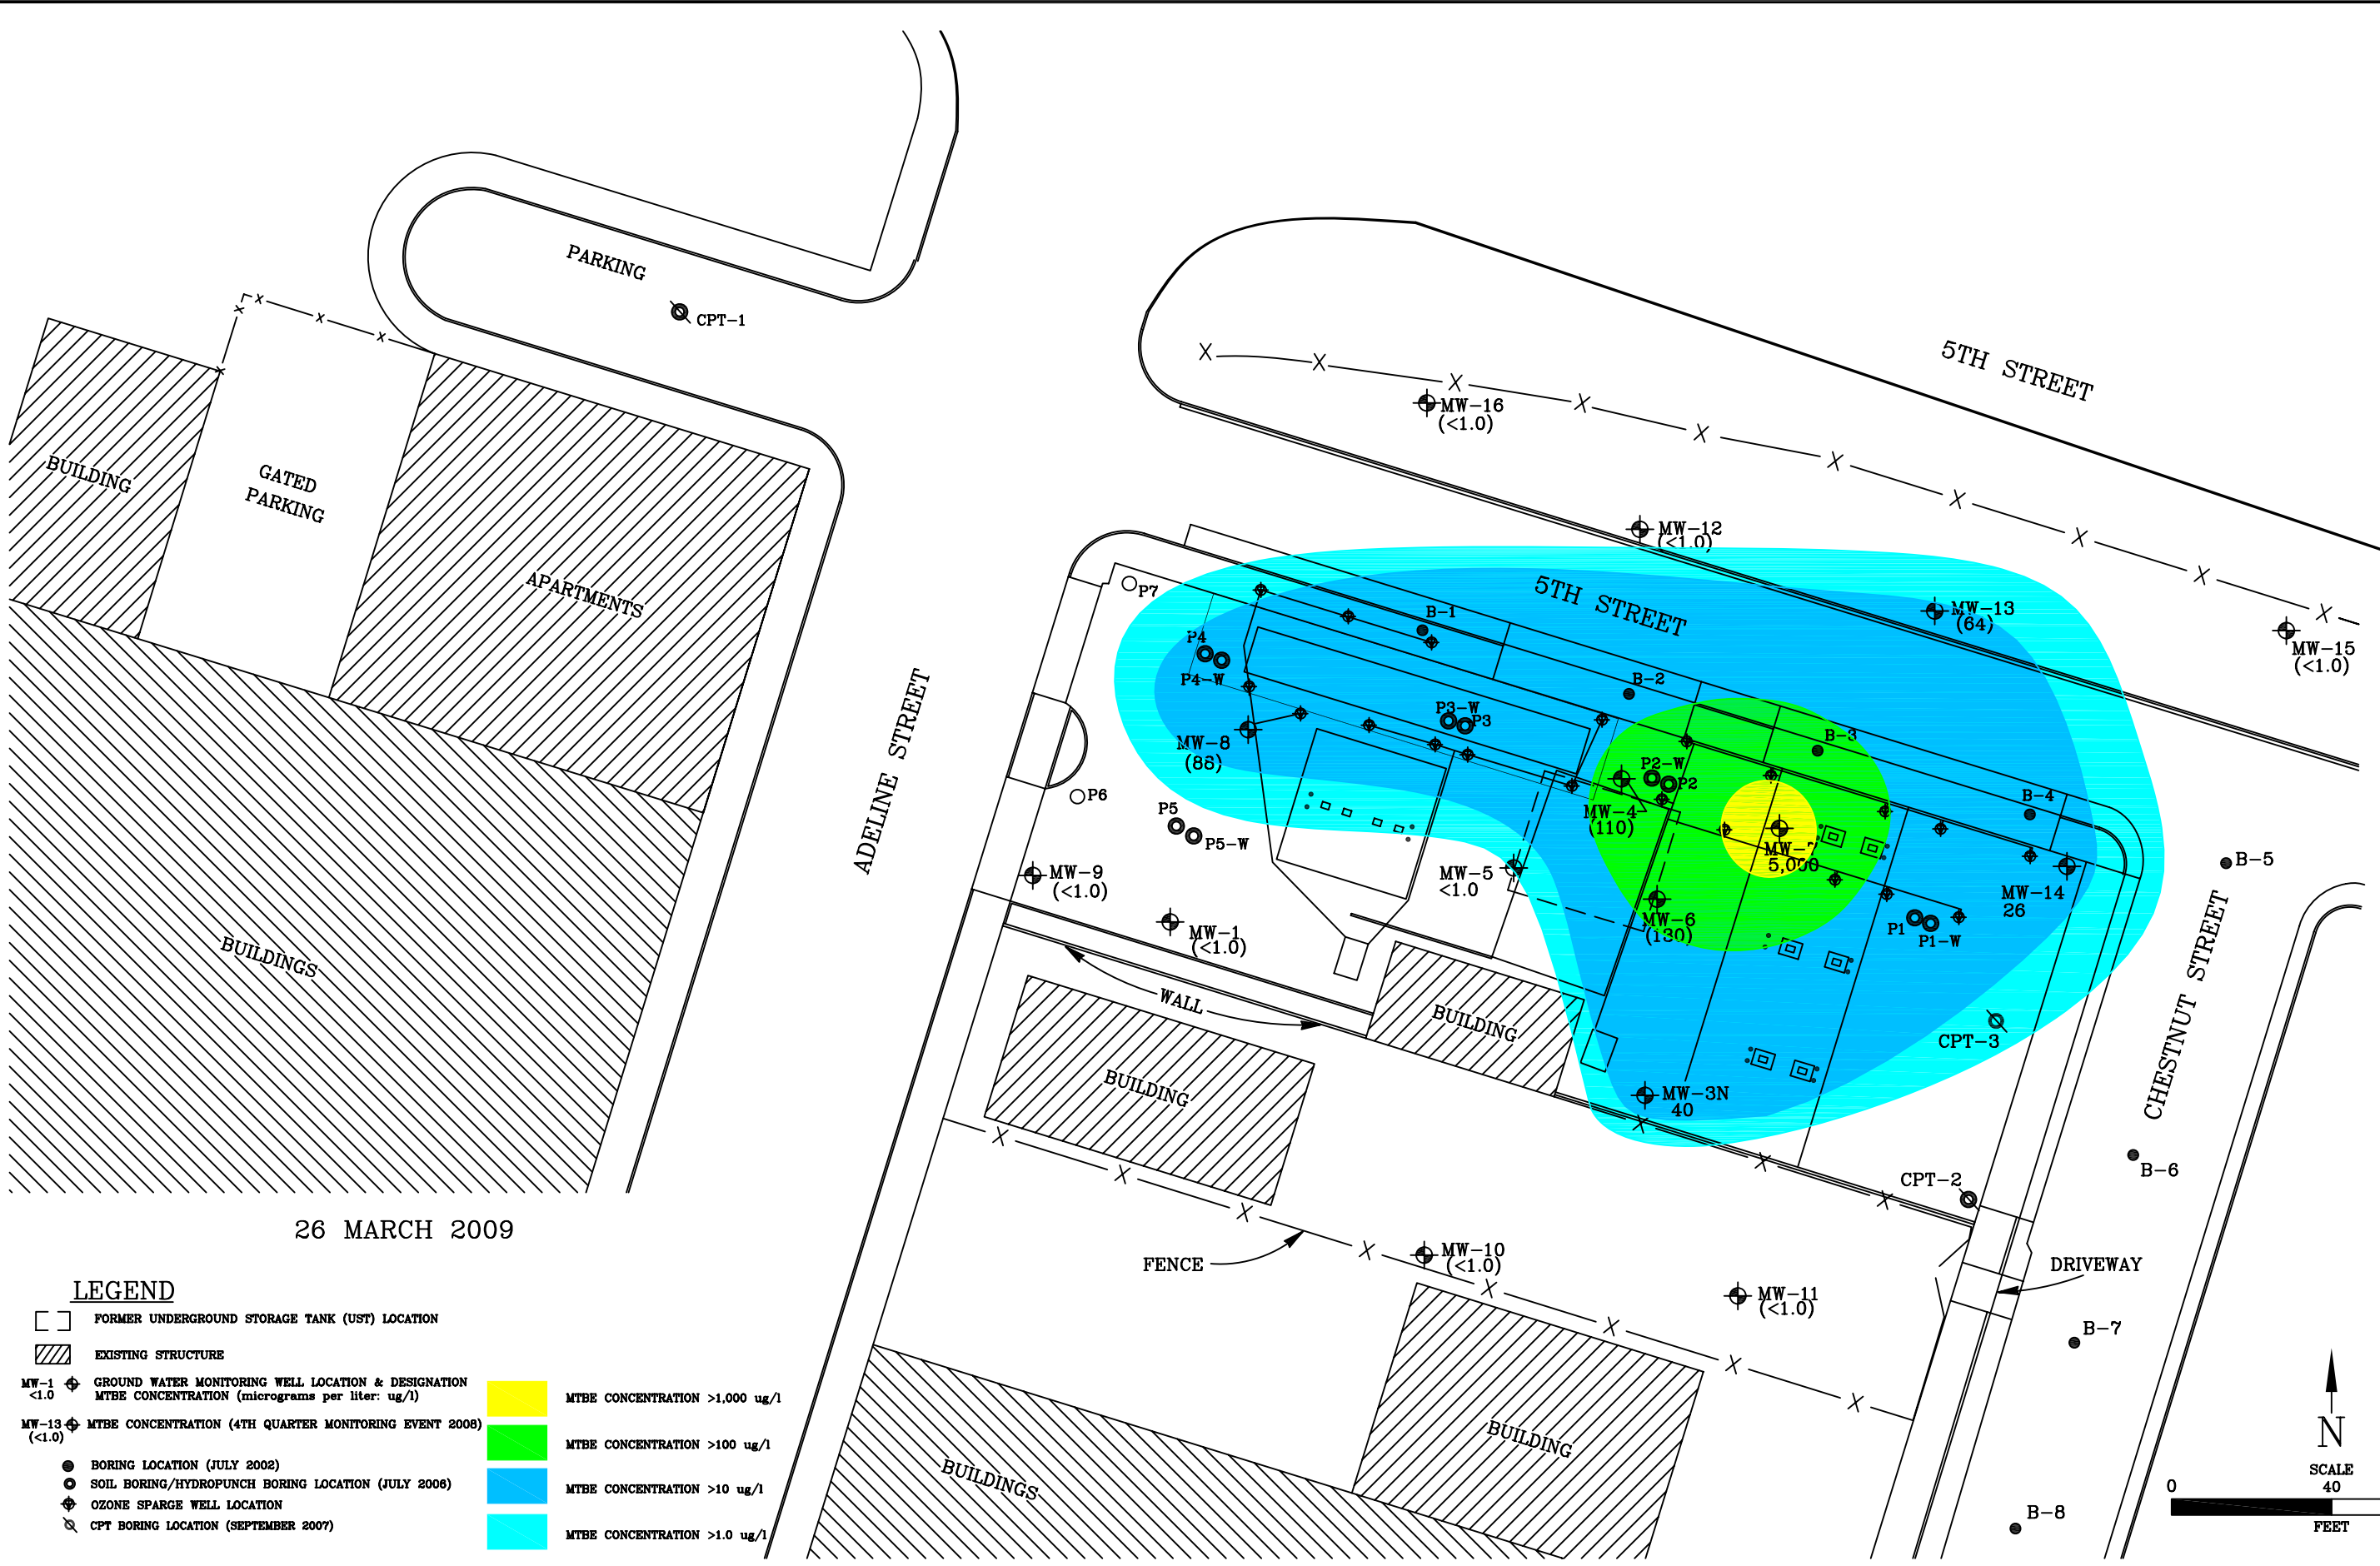 PARKING
CPT-1
5TH STREET
MW-16
(<1.0)
BUILDING
GATED
PARKING
APARTMENTS
MW-12
(<1.0)
5TH STREET
P7
B-1
MW-13
(64)
MW-15
(<1.0)
P4
P4-W
B-2
P3-W
P3
MW-8
(88)
B-3
P2-W
P2
P6
P5
P5-W
MW-4
(110)
B-4
MW-7
5,000
ADELINE STREET
MW-9
(<1.0)
MW-5
<1.0
B-5
MW-14
26
MW-6
(130)
P1
P1-W
MW-1
(<1.0)
BUILDINGS
WALL
BUILDING
CPT-3
CHESTNUT STREET
BUILDING
MW-3N
40
B-6
CPT-2
26 MARCH 2009
FENCE
MW-10
(<1.0)
DRIVEWAY
MW-11
(<1.0)
B-7
BUILDING
BUILDINGS
B-8
LEGEND
FORMER UNDERGROUND STORAGE TANK (UST) LOCATION
EXISTING STRUCTURE
MW-1
<1.0
GROUND WATER MONITORING WELL LOCATION & DESIGNATION
MTBE CONCENTRATION (micrograms per liter: ug/l)
MW-13
(<1.0)
MTBE CONCENTRATION (4TH QUARTER MONITORING EVENT 2008)
BORING LOCATION (JULY 2002)
SOIL BORING/HYDROPUNCH BORING LOCATION (JULY 2006)
OZONE SPARGE WELL LOCATION
CPT BORING LOCATION (SEPTEMBER 2007)
MTBE CONCENTRATION >1,000 ug/l
MTBE CONCENTRATION >100 ug/l
MTBE CONCENTRATION >10 ug/l
MTBE CONCENTRATION >1.0 ug/l
N
SCALE
0 40
FEET